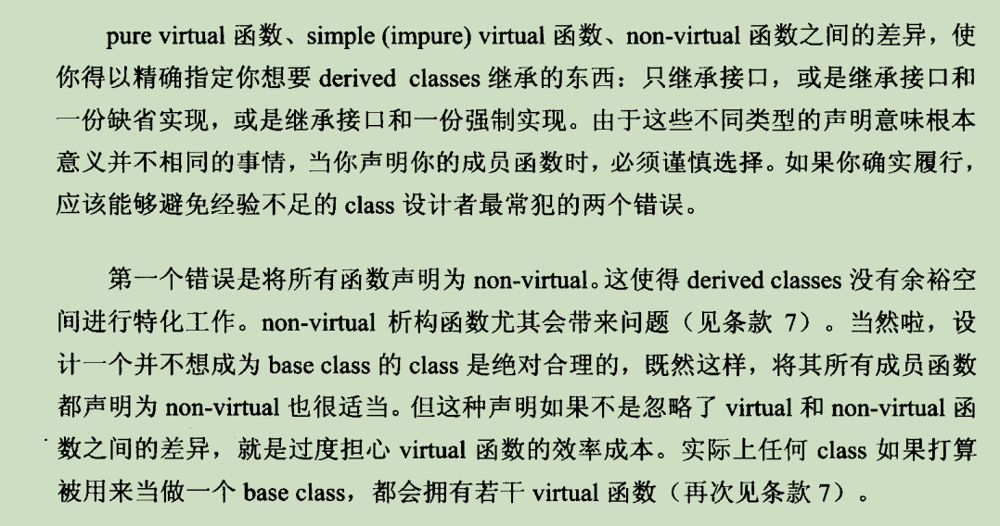 pure virtual 函数、simple (impure) virtual 函数、non-virtual 函数之间的差异，使
你得以精确指定你想要 derived classes 继承的东西：只继承接口，或是继承接口和
一份缺省实现，或是继承接口和一份强制实现。由于这些不同类型的声明意味根本
意义并不相同的事情，当你声明你的成员函数时，必须谨慎选择。如果你确实履行，
应该能够避免经验不足的 class 设计者最常犯的两个错误。
第一个错误是将所有函数声明为 non-virtual。这使得 derived classes 没有余裕空
间进行特化工作。non-virtual 析构函数尤其会带来问题（见条款 7）。当然啦，设
计一个并不想成为 base class 的 class 是绝对合理的，既然这样，将其所有成员函数
都声明为 non-virtual 也很适当。但这种声明如果不是忽略了 virtual 和 non-virtual 函
数之间的差异，就是过度担心 virtual 函数的效率成本。实际上任何 class 如果打算
被用来当做一个 base class，都会拥有若干 virtual 函数（再次见条款 7）。